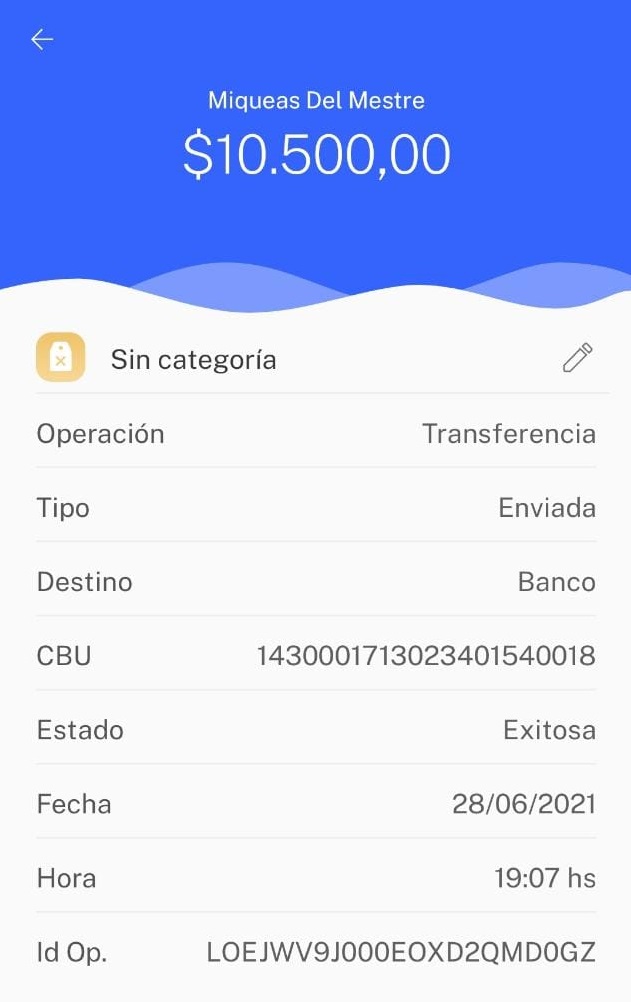 Miqueas Del Mestre
$10.500,00
Sin categoría
Operación Transferencia
Tipo Enviada
Destino Banco
CBU 1430001713023401540018
Estado Exitosa
Fecha 28/06/2021
Hora 19:07 hs
Id Op. LOEJWV9J000EOXD2QMD0GZ